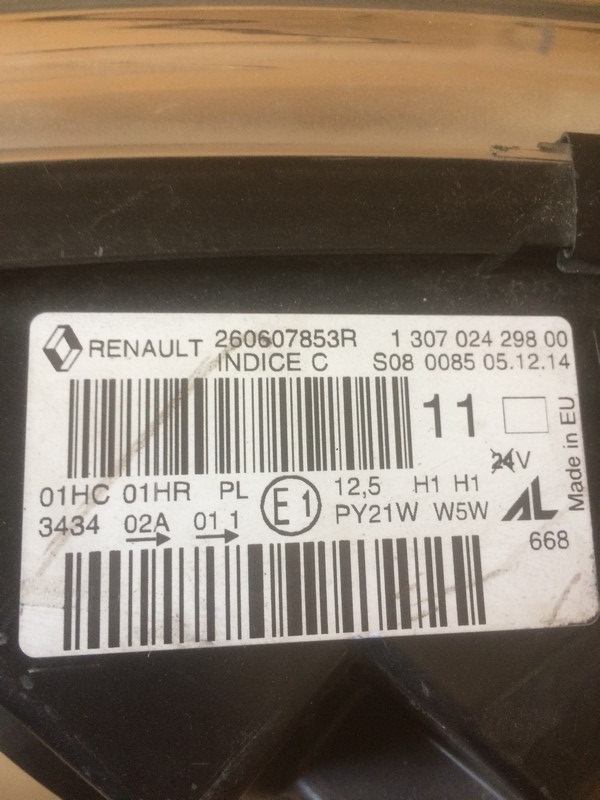 RENAULT 260607853R 1 307 024 298 00
INDICE C S08 0085 05.12.14
11
24V
Made in EU
01HC 01HR PL E1 12,5 H1 H1
3434 02A 01 1 PY21W W5W AL
668